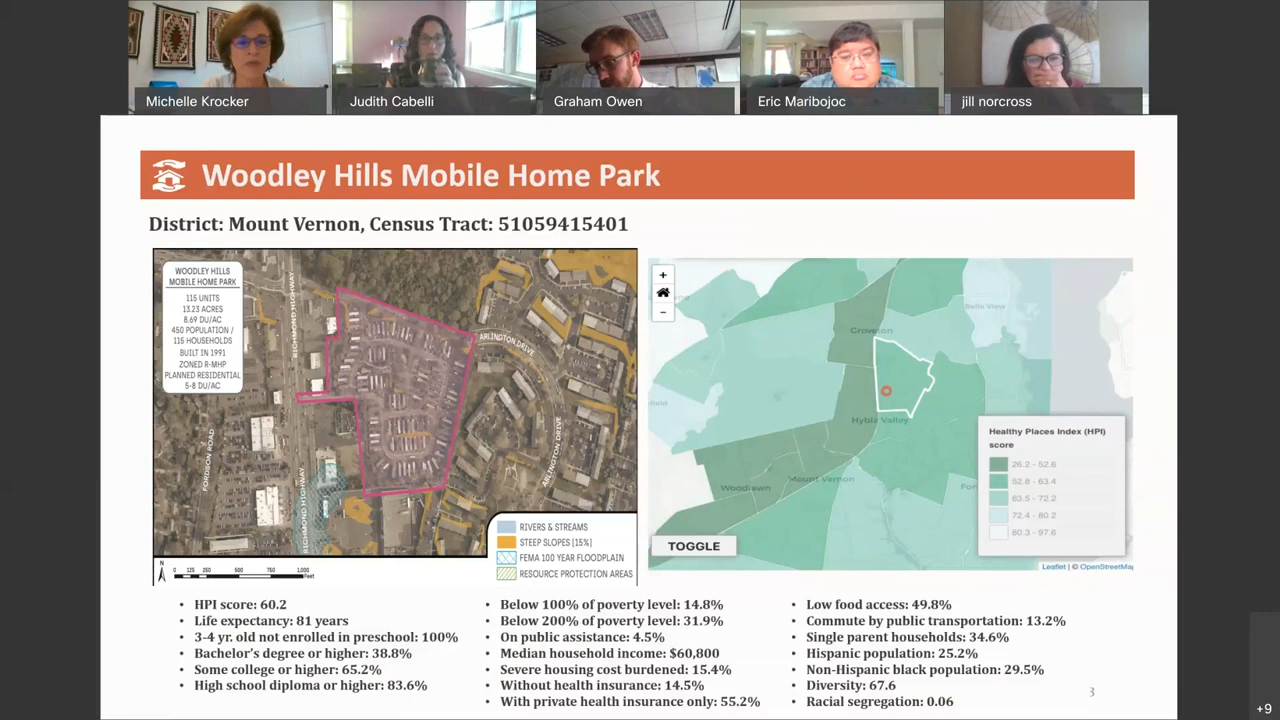 Michelle Krocker
Judith Cabelli
Graham Owen
Eric Maribojoc
jill norcross
Woodley Hills Mobile Home Park
District: Mount Vernon, Census Tract: 51059415401
WOODLEY HILLS
MOBILE HOME PARK
115 UNITS
13.23 ACRES
8.69 DU/AC
450 POPULATION /
115 HOUSEHOLDS
BUILT IN 1991
ZONED R-MHP
PLANNED RESIDENTIAL
5-8 DU/AC
RICHMOND HIGHWAY
ARLINGTON DRIVE
ARLINGTON DRIVE
FORDSON ROAD
RICHMOND HIGHWAY
RIVERS & STREAMS
STEEP SLOPES [15%]
FEMA 100 YEAR FLOODPLAIN
RESOURCE PROTECTION AREAS
N
0 125 250 500 750 1,000
Feet
+
-
Belle View
Groveton
field
Hybla Valley
Woodlawn
Mount Vernon
For
Healthy Places Index (HPI)
score
26.2 - 52.6
52.8 - 63.4
63.5 - 72.2
72.4 - 80.2
80.3 - 97.6
TOGGLE
Leaflet | © OpenStreetMap
• HPI score: 60.2
• Life expectancy: 81 years
• 3-4 yr. old not enrolled in preschool: 100%
• Bachelor's degree or higher: 38.8%
• Some college or higher: 65.2%
• High school diploma or higher: 83.6%
• Below 100% of poverty level: 14.8%
• Below 200% of poverty level: 31.9%
• On public assistance: 4.5%
• Median household income: $60,800
• Severe housing cost burdened: 15.4%
• Without health insurance: 14.5%
• With private health insurance only: 55.2%
• Low food access: 49.8%
• Commute by public transportation: 13.2%
• Single parent households: 34.6%
• Hispanic population: 25.2%
• Non-Hispanic black population: 29.5%
• Diversity: 67.6
• Racial segregation: 0.06
+9